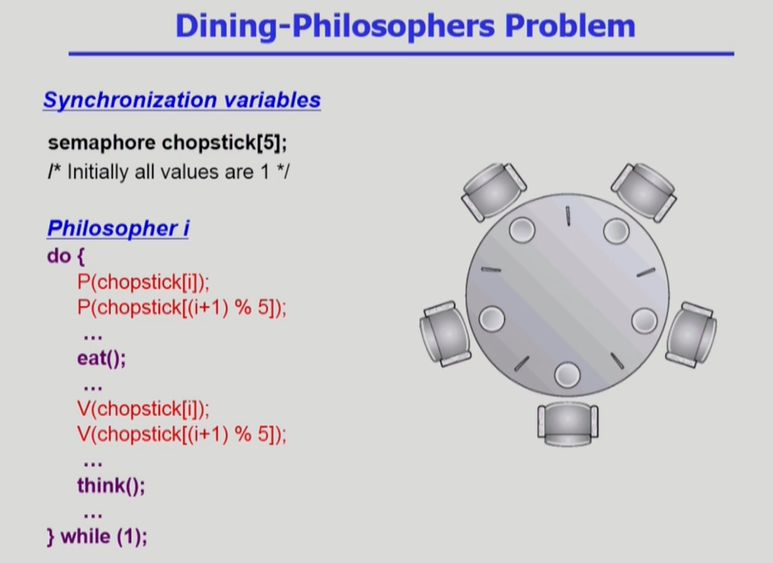 Dining-Philosophers Problem
Synchronization variables
semaphore chopstick[5];
/* Initially all values are 1 */
Philosopher i
do {
P(chopstick[i]);
P(chopstick[(i+1) % 5]);
...
eat();
...
V(chopstick[i]);
V(chopstick[(i+1) % 5]);
...
think();
...
} while (1);